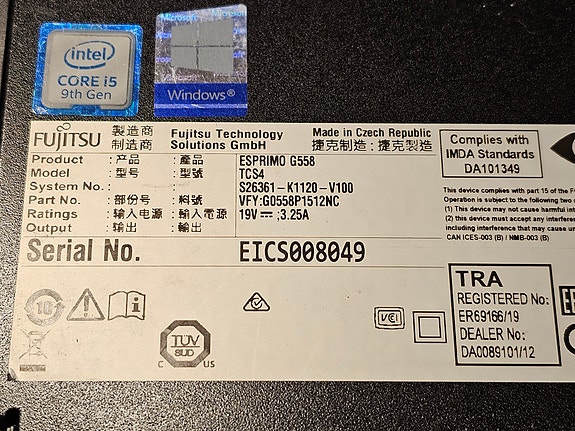 intel
CORE i5
9th Gen
Microsoft
Windows®
FUJITSU
製造商
制造商
Fujitsu Technology
Solutions GmbH
Made in Czech Republic
捷克制造 : 捷克製造
Product : 产品 : 產品 ESPRIMO G558
Model : 型号 : 型號 TCS4
System No. : : S26361-K1120-V100
Part No. : 部份号 : 料號 VFY:G0558P1512NC
Ratings : 输入电源 : 輸入電源 19V ⎓ ;3.25A
Output : 输出 : 輸出
Serial No. EICS008049
Complies with
IMDA Standards
DA101349
This device complies with part 15 of the F
Operation is subject to the following two
(1) This device may not cause harmful
(2) this device must accept any
including interference that may cause
CAN ICES-003 (B) / NMB-003 (B)
TRA
REGISTERED No:
ER69166/19
DEALER No:
DA0089101/12
10
i
TÜV
SUD
C US
VCI